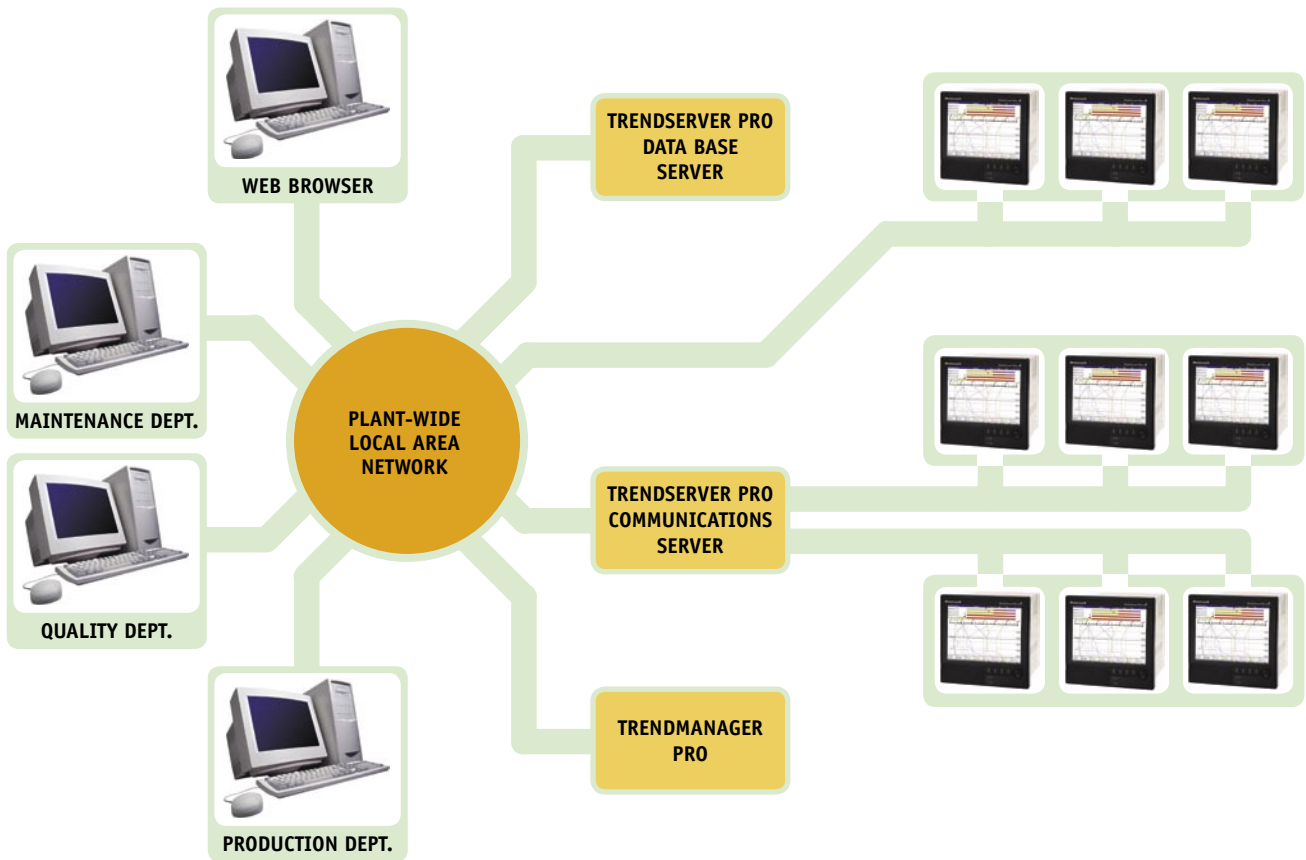 WEB BROWSER
MAINTENANCE DEPT.
QUALITY DEPT.
PRODUCTION DEPT.
PLANT-WIDE
LOCAL AREA
NETWORK
TRENDSERVER PRO
DATA BASE
SERVER
TRENDSERVER PRO
COMMUNICATIONS
SERVER
TRENDMANAGER
PRO